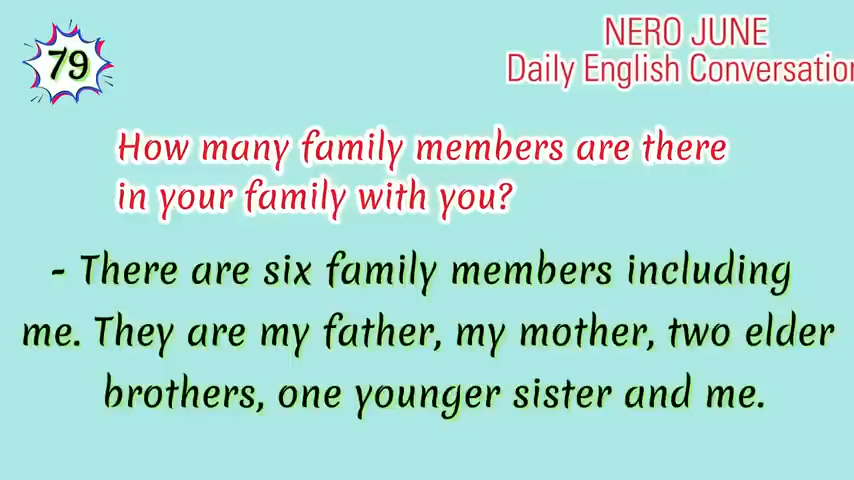 79
NERO JUNE
Daily English Conversation
How many family members are there
in your family with you?
- There are six family members including
me. They are my father, my mother, two elder
brothers, one younger sister and me.